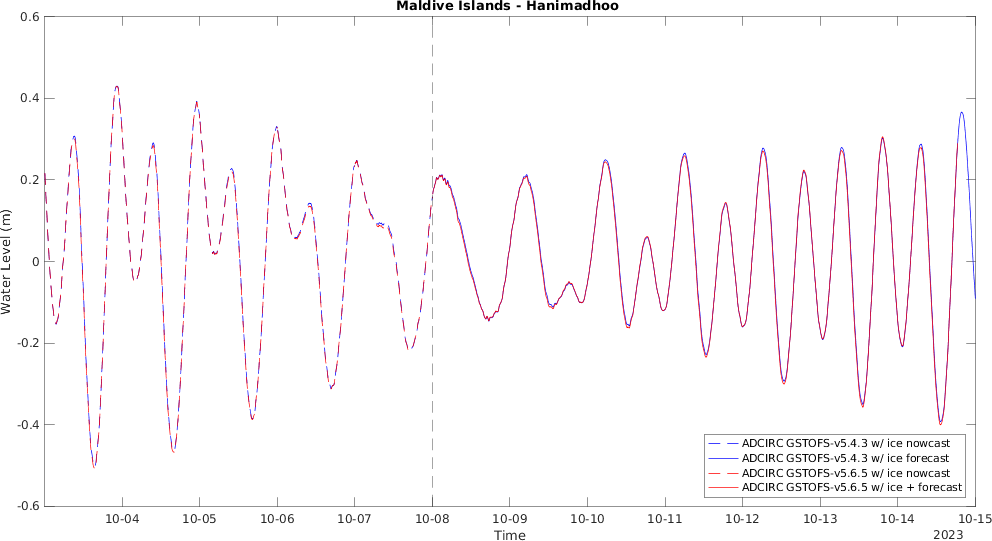 Maldive Islands - Hanimadhoo
0.6
0.4
0.2
0
-0.2
-0.4
-0.6
Water Level (m)
10-04
10-05
10-06
10-07
10-08
10-09
10-10
10-11
10-12
10-13
10-14
10-15
Time
2023
ADCIRC GSTOFS-v5.4.3 w/ ice nowcast
ADCIRC GSTOFS-v5.4.3 w/ ice forecast
ADCIRC GSTOFS-v5.6.5 w/ ice nowcast
ADCIRC GSTOFS-v5.6.5 w/ ice + forecast